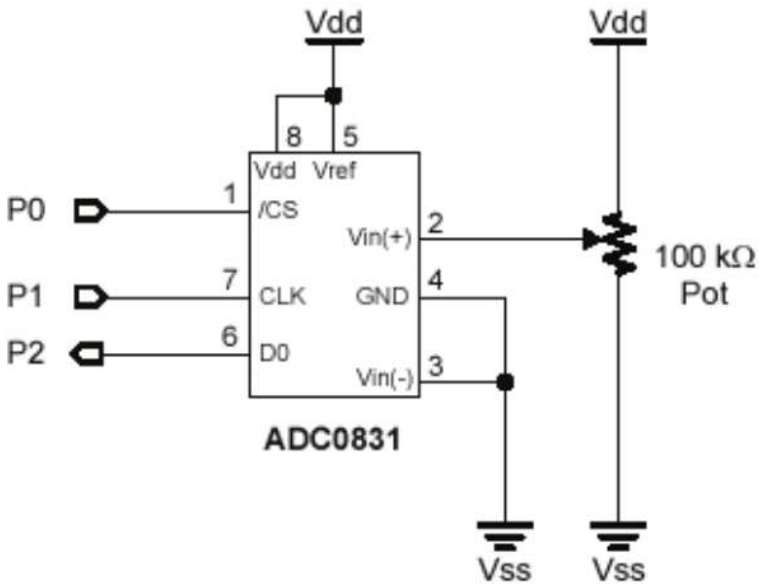 Vdd
Vdd
8
5
Vdd
Vref
P0
1
/CS
2
Vin(+)
100 kΩ
Pot
P1
7
CLK
4
GND
P2
6
D0
3
Vin(-)
ADC0831
Vss
Vss